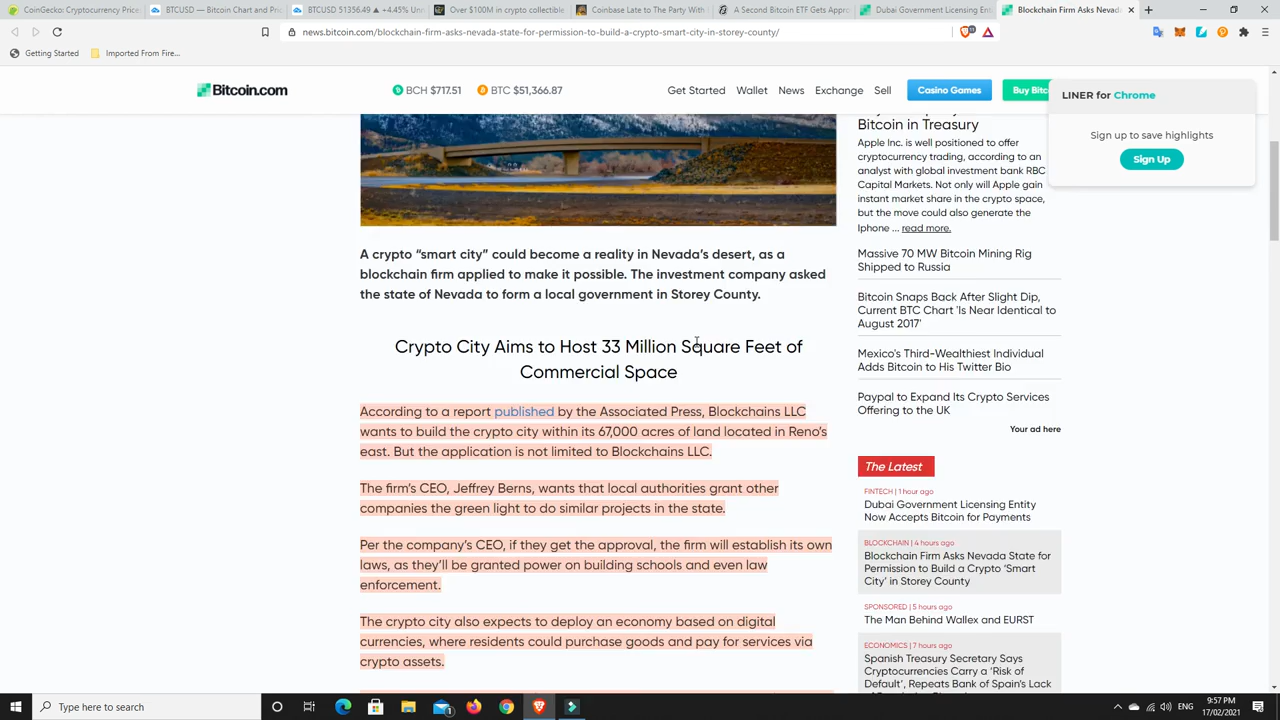 CoinGecko: Cryptocurrency Price
BTCUSD — Bitcoin Chart and Pric
BTCUSD 51356.49 ▲ +4.45% Un
Over $100M in crypto collectible
Coinbase Late to The Party With
A Second Bitcoin ETF Gets Appro
Dubai Government Licensing Ent
Blockchain Firm Asks Nevada
news.bitcoin.com/blockchain-firm-asks-nevada-state-for-permission-to-build-a-crypto-smart-city-in-storey-county/
Getting Started
Imported From Fire...
Bitcoin.com
BCH $717.51
BTC $51,366.87
Get Started
Wallet
News
Exchange
Sell
Casino Games
Buy Bitc
LINER for Chrome
Sign up to save highlights
Sign Up
A crypto “smart city” could become a reality in Nevada’s desert, as a
blockchain firm applied to make it possible. The investment company asked
the state of Nevada to form a local government in Storey County.
Crypto City Aims to Host 33 Million Square Feet of
Commercial Space
According to a report published by the Associated Press, Blockchains LLC
wants to build the crypto city within its 67,000 acres of land located in Reno’s
east. But the application is not limited to Blockchains LLC.
The firm’s CEO, Jeffrey Berns, wants that local authorities grant other
companies the green light to do similar projects in the state.
Per the company’s CEO, if they get the approval, the firm will establish its own
laws, as they’ll be granted power on building schools and even law
enforcement.
The crypto city also expects to deploy an economy based on digital
currencies, where residents could purchase goods and pay for services via
crypto assets.
Bitcoin in Treasury
Apple Inc. is well positioned to offer
cryptocurrency trading, according to an
analyst with global investment bank RBC
Capital Markets. Not only will Apple gain
instant market share in the crypto space,
but the move could also generate the
Iphone ... read more.
Massive 70 MW Bitcoin Mining Rig
Shipped to Russia
Bitcoin Snaps Back After Slight Dip,
Current BTC Chart 'Is Near Identical to
August 2017'
Mexico's Third-Wealthiest Individual
Adds Bitcoin to His Twitter Bio
Paypal to Expand Its Crypto Services
Offering to the UK
Your ad here
The Latest
FINTECH | 1 hour ago
Dubai Government Licensing Entity
Now Accepts Bitcoin for Payments
BLOCKCHAIN | 4 hours ago
Blockchain Firm Asks Nevada State for
Permission to Build a Crypto ‘Smart
City’ in Storey County
SPONSORED | 5 hours ago
The Man Behind Wallex and EURST
ECONOMICS | 7 hours ago
Spanish Treasury Secretary Says
Cryptocurrencies Carry a ‘Risk of
Default’, Repeats Bank of Spain’s Lack
Type here to search
ENG
9:57 PM
17/02/2021